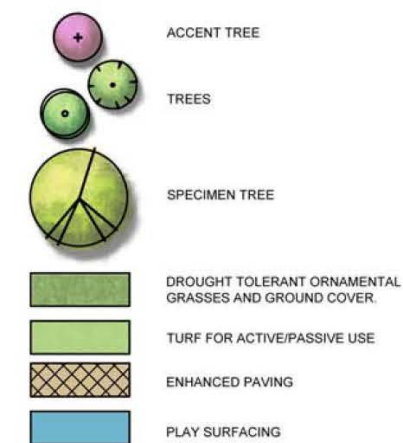 ACCENT TREE
TREES
SPECIMEN TREE
DROUGHT TOLERANT ORNAMENTAL
GRASSES AND GROUND COVER.
TURF FOR ACTIVE/PASSIVE USE
ENHANCED PAVING
PLAY SURFACING